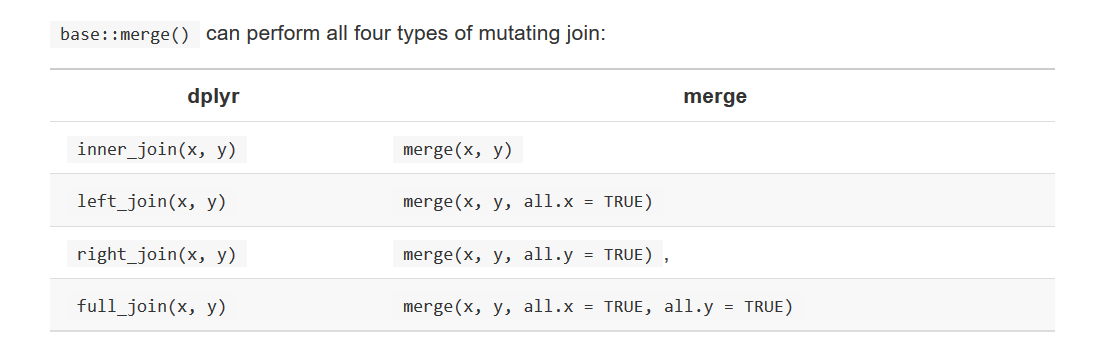 base::merge() can perform all four types of mutating join:
dplyr merge
inner_join(x, y) merge(x, y)
left_join(x, y) merge(x, y, all.x = TRUE)
right_join(x, y) merge(x, y, all.y = TRUE) ,
full_join(x, y) merge(x, y, all.x = TRUE, all.y = TRUE)